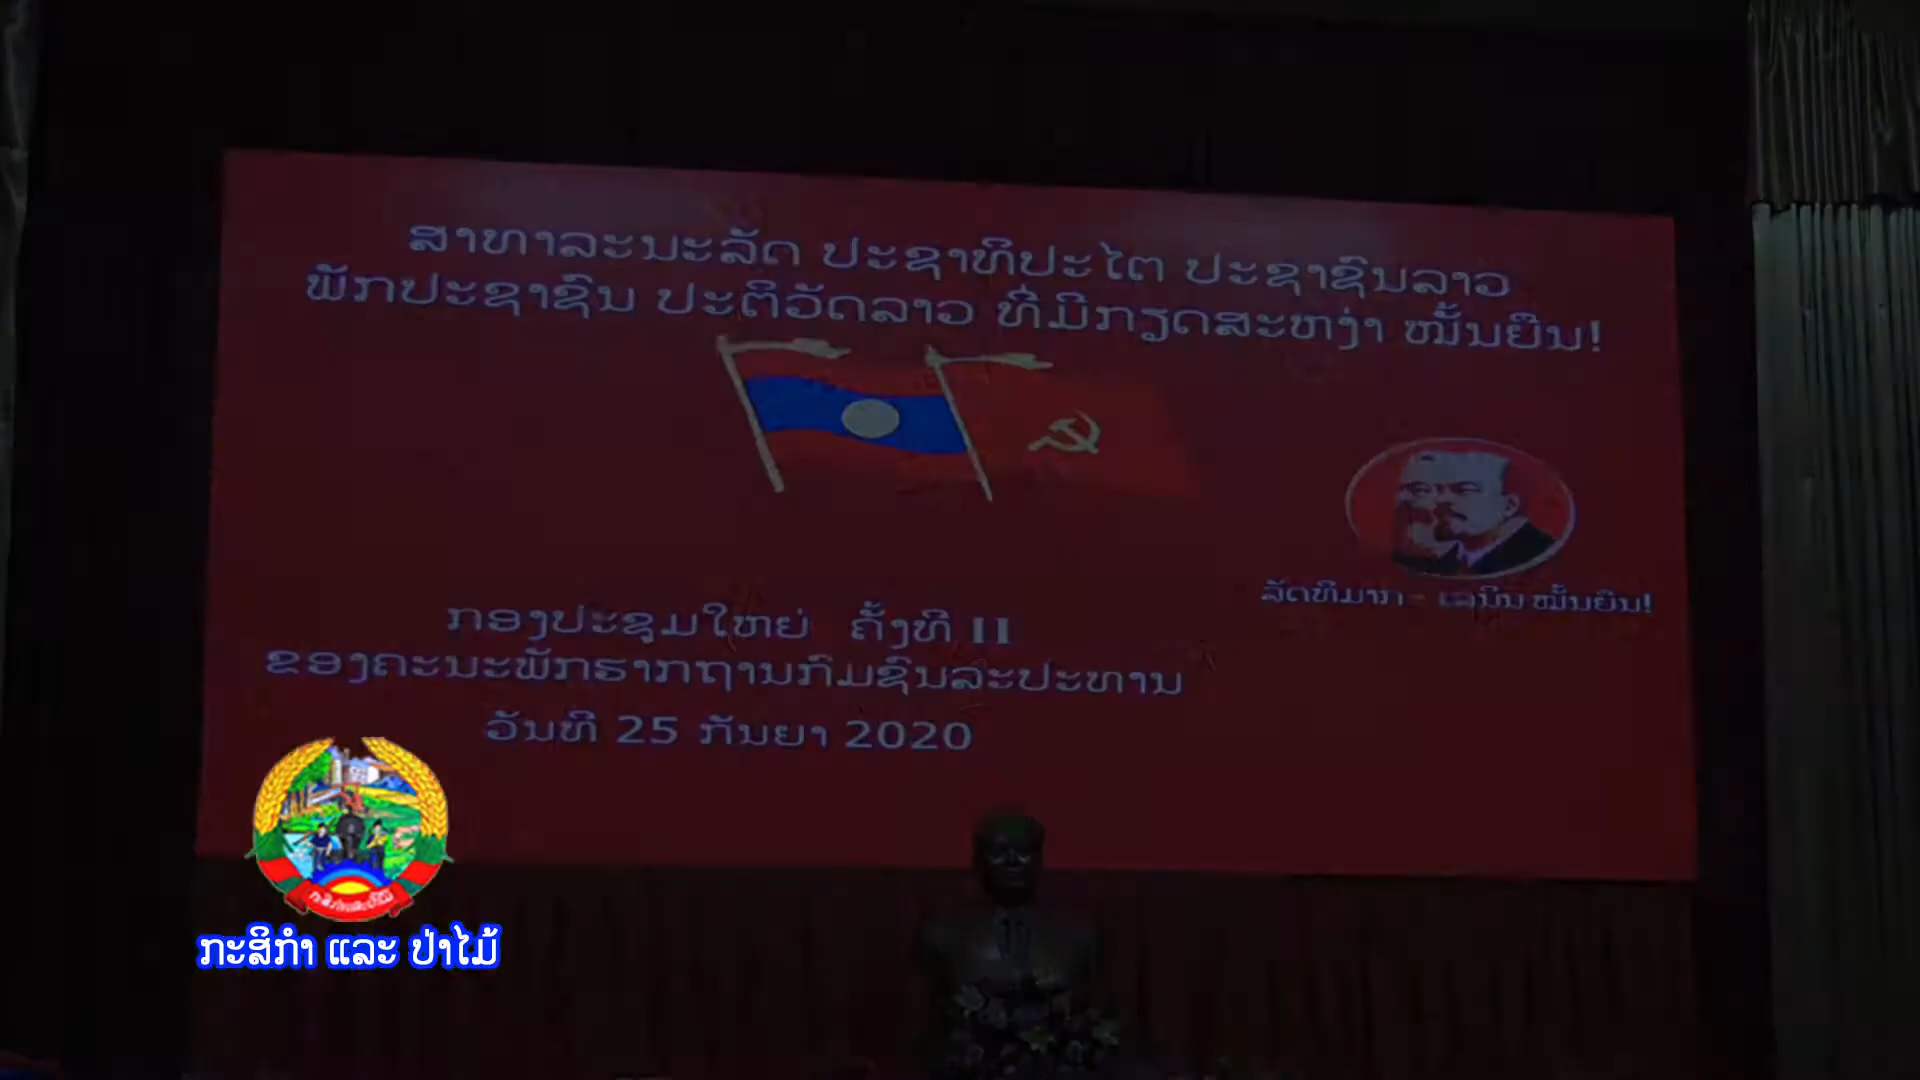 ສາທາລະນະລັດ ປະຊາທິປະໄຕ ປະຊາຊົນລາວ
ພັກປະຊາຊົນ ປະຕິວັດລາວ ທີ່ມີກຽດສະຫງ່າ ໝັ້ນຍືນ!
ລັດທິມາກ - ເລນິນ ໝັ້ນຍືນ!
ກອງປະຊຸມໃຫຍ່ ຄັ້ງທີ II
ຂອງຄະນະພັກຮາກຖານກົມຊົນລະປະທານ
ວັນທີ 25 ກັນຍາ 2020
ກະສິກຳ ແລະ ປ່າໄມ້